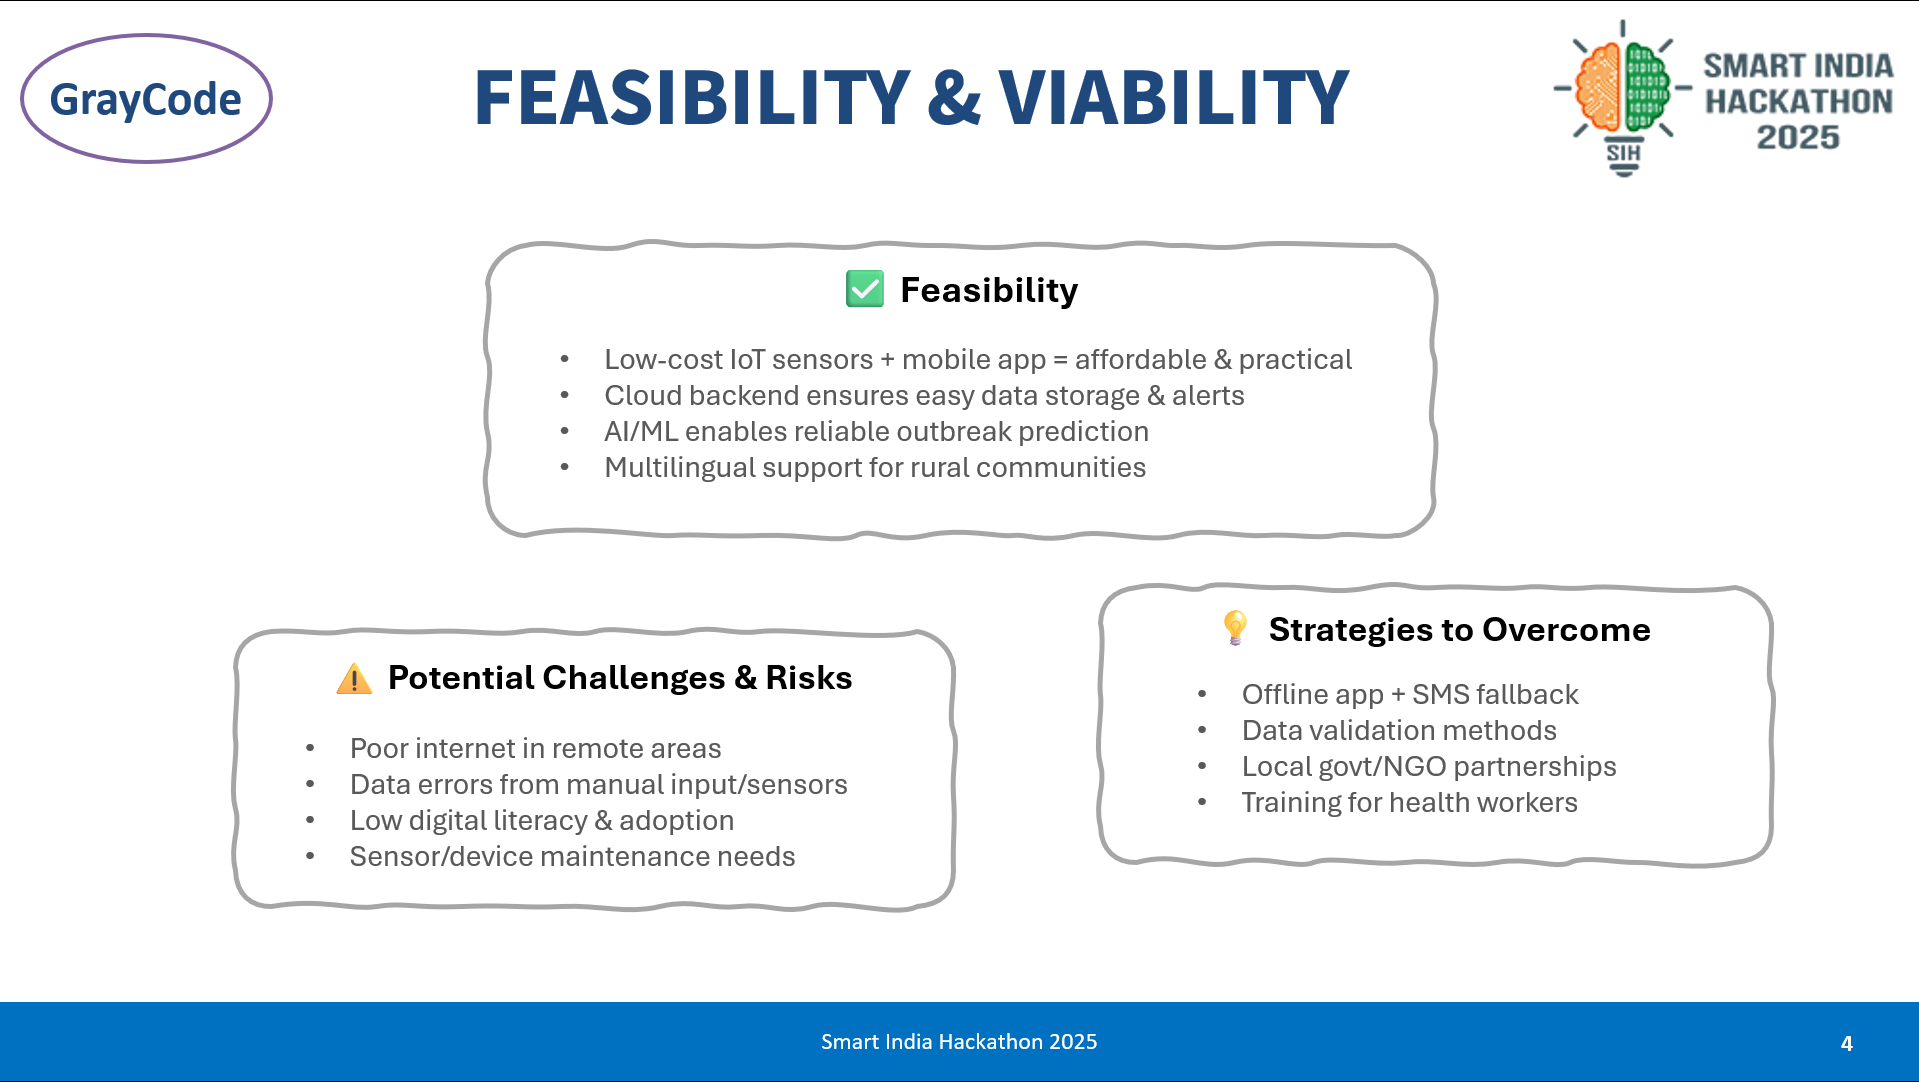 GrayCode
FEASIBILITY & VIABILITY
SMART INDIA
HACKATHON
2025
SIH
✅ Feasibility
• Low-cost IoT sensors + mobile app = affordable & practical
• Cloud backend ensures easy data storage & alerts
• AI/ML enables reliable outbreak prediction
• Multilingual support for rural communities
⚠️ Potential Challenges & Risks
• Poor internet in remote areas
• Data errors from manual input/sensors
• Low digital literacy & adoption
• Sensor/device maintenance needs
💡 Strategies to Overcome
• Offline app + SMS fallback
• Data validation methods
• Local govt/NGO partnerships
• Training for health workers
Smart India Hackathon 2025
4